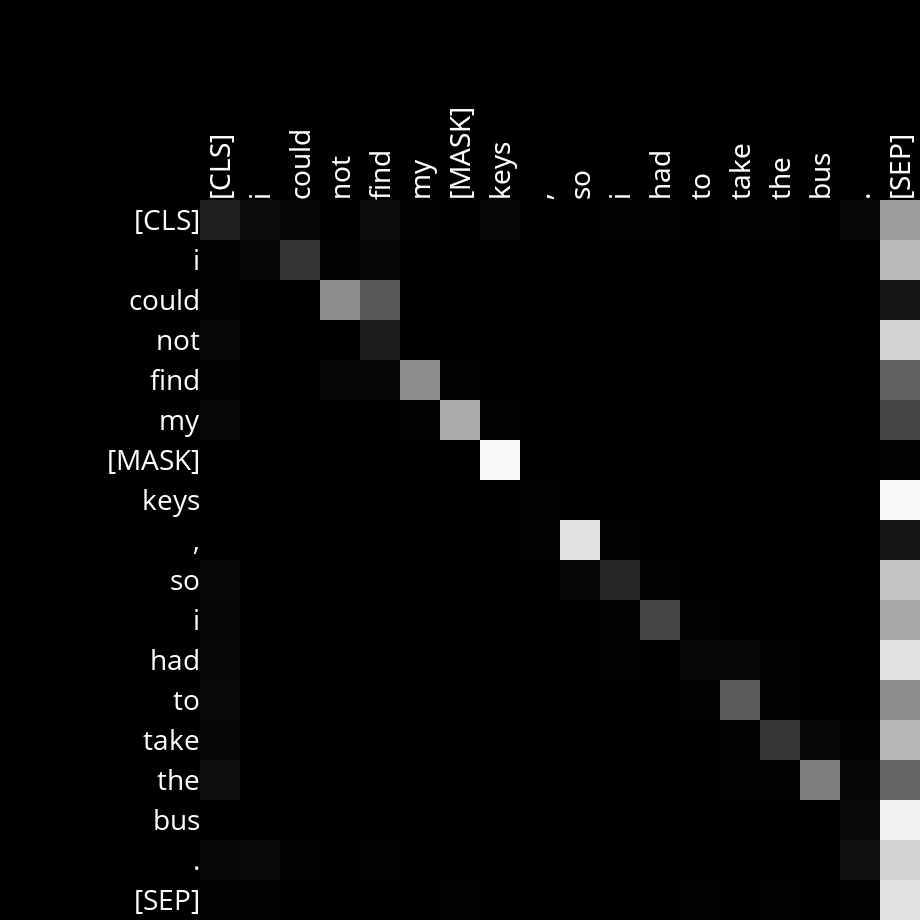 [CLS] i could not find my [MASK] keys , so i had to take the bus . [SEP]
[CLS]
i
could
not
find
my
[MASK]
keys
,
so
i
had
to
take
the
bus
.
[SEP]